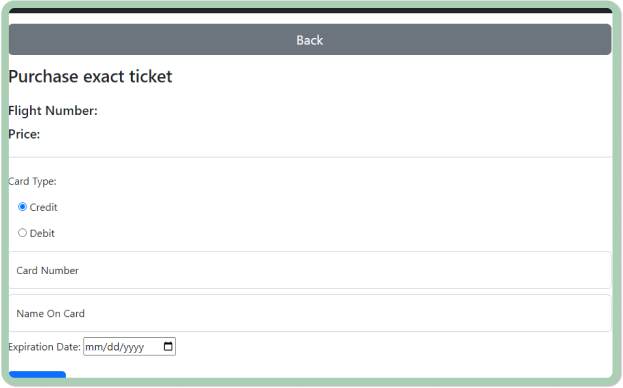 Back
Purchase exact ticket
Flight Number:
Price:
Card Type:
Credit
Debit
Card Number
Name On Card
Expiration Date: mm/dd/yyyy